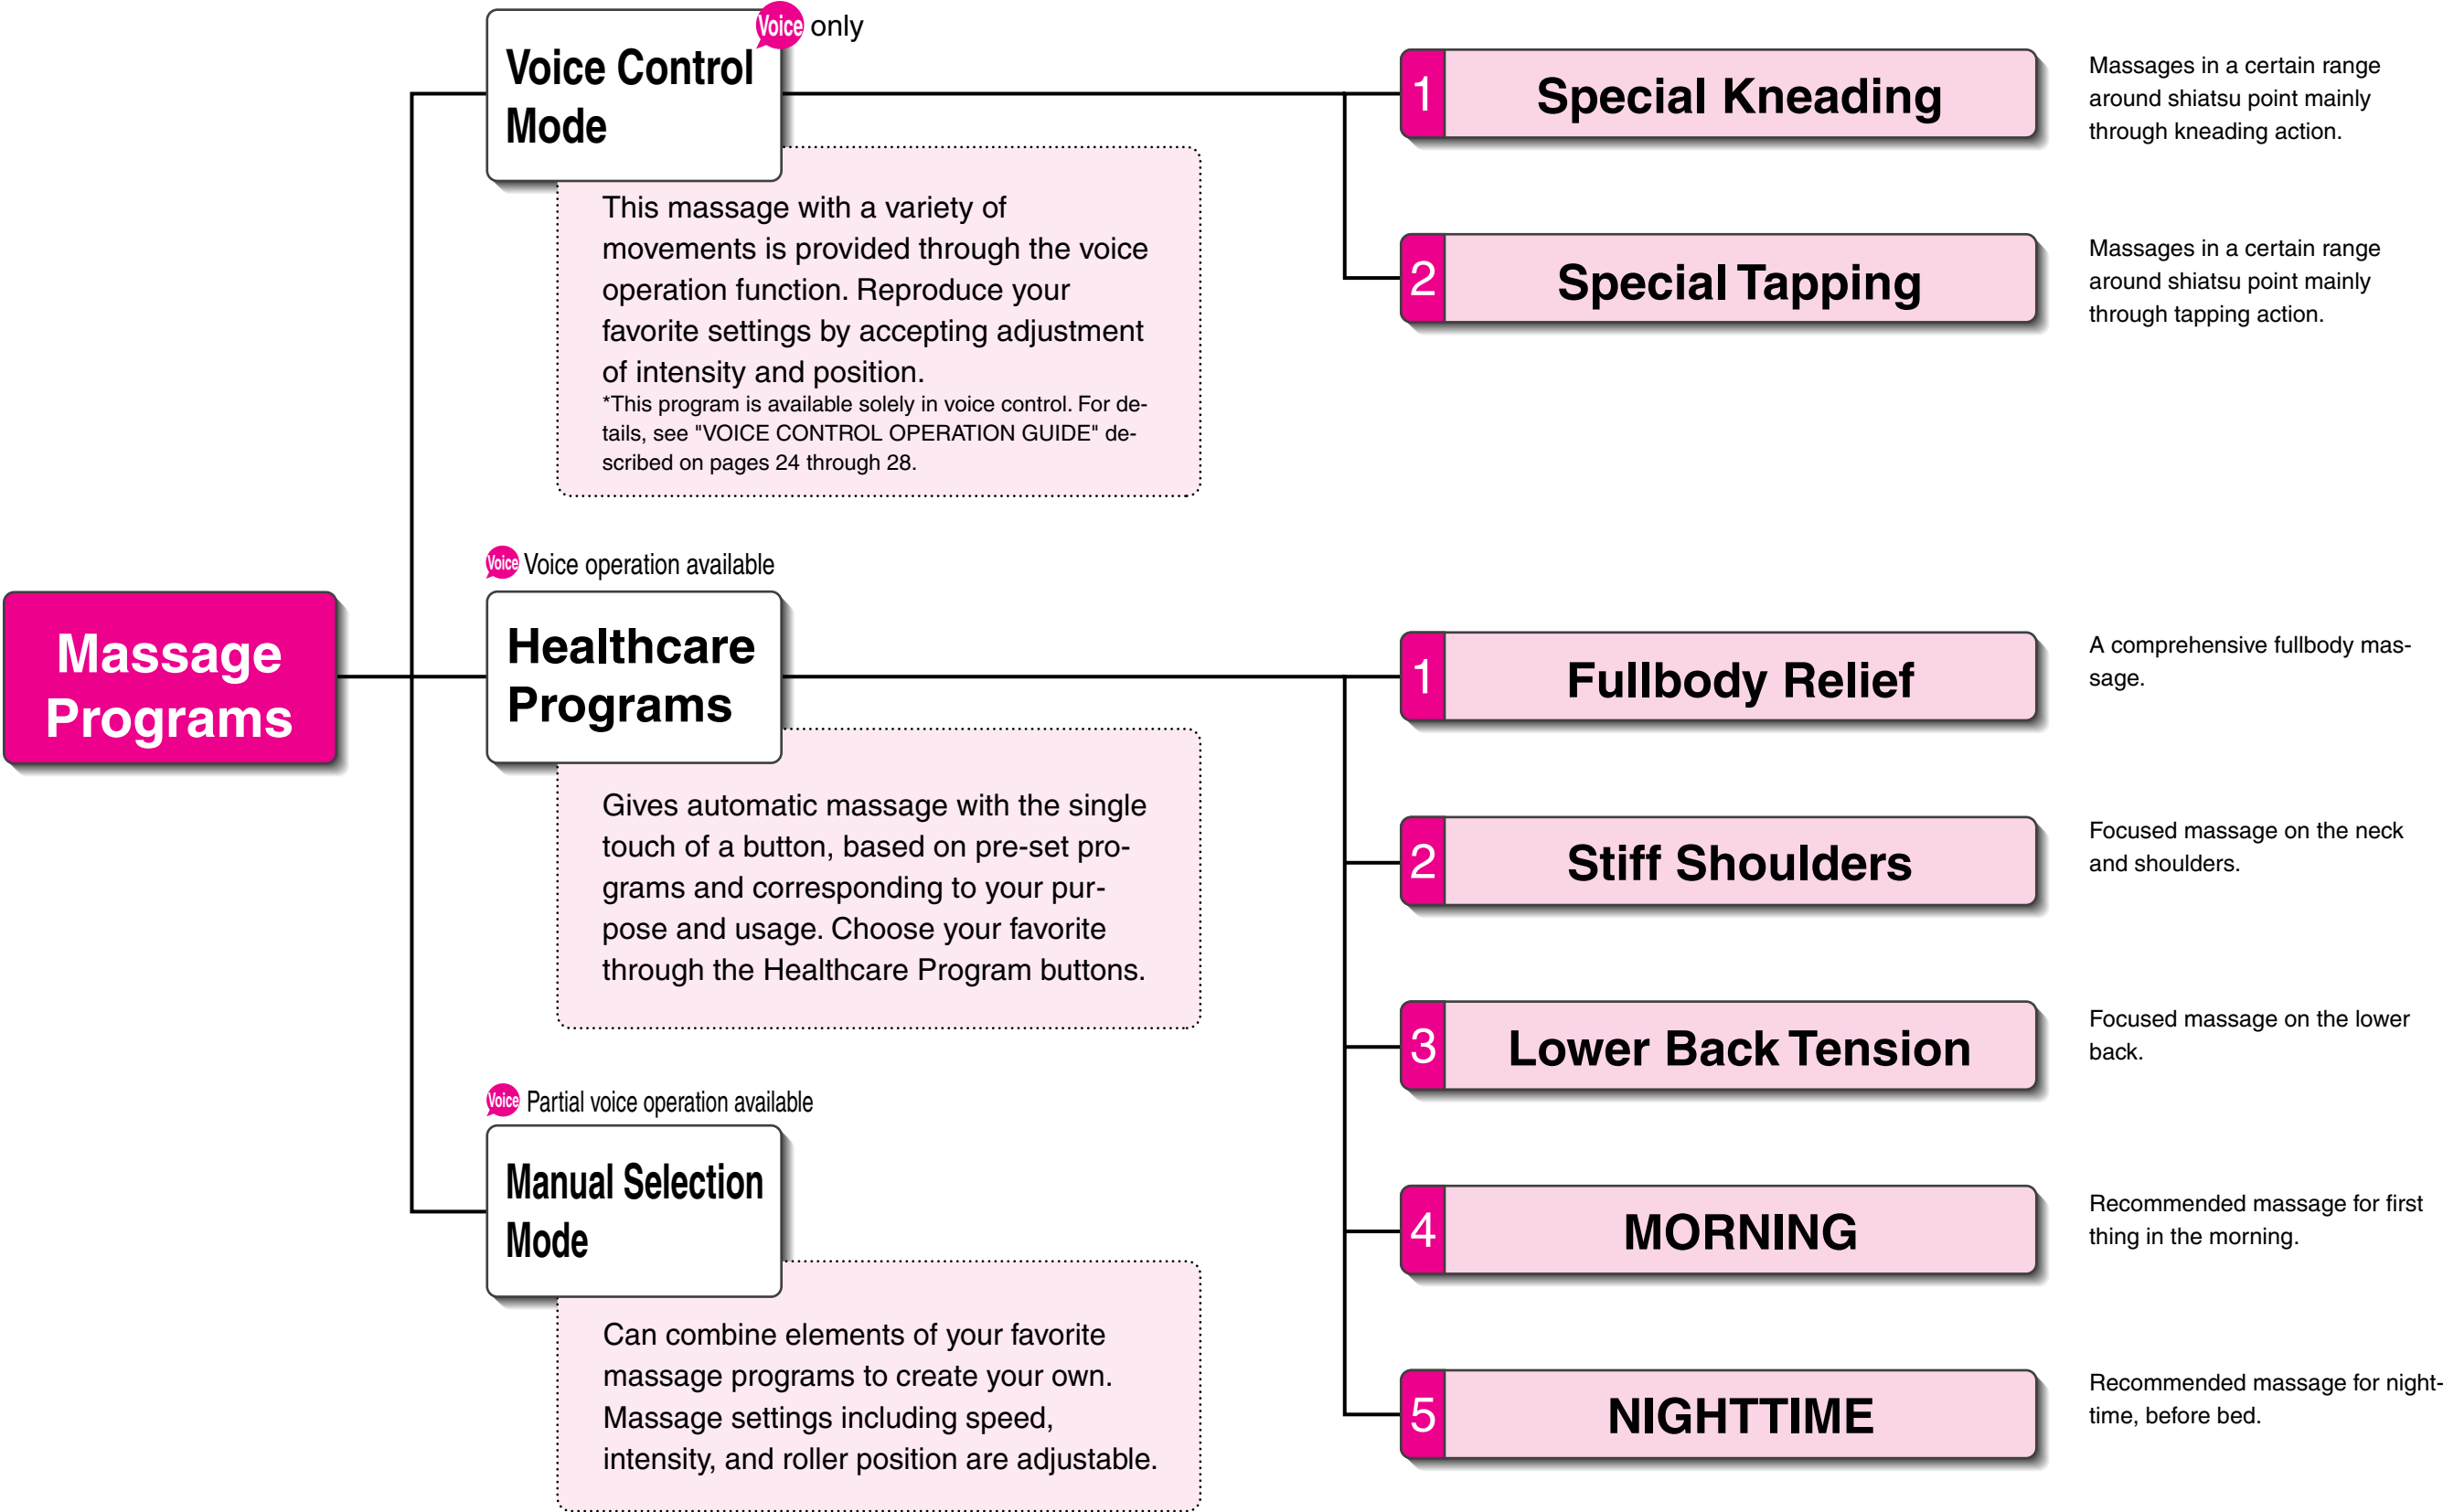 Massage
Programs
Voice only
Voice Control
Mode
This massage with a variety of
movements is provided through the voice
operation function. Reproduce your
favorite settings by accepting adjustment
of intensity and position.
*This program is available solely in voice control. For de-
tails, see "VOICE CONTROL OPERATION GUIDE" de-
scribed on pages 24 through 28.
1 Special Kneading
Massages in a certain range
around shiatsu point mainly
through kneading action.
2 Special Tapping
Massages in a certain range
around shiatsu point mainly
through tapping action.
Voice Voice operation available
Healthcare
Programs
Gives automatic massage with the single
touch of a button, based on pre-set pro-
grams and corresponding to your pur-
pose and usage. Choose your favorite
through the Healthcare Program buttons.
1 Fullbody Relief
A comprehensive fullbody mas-
sage.
2 Stiff Shoulders
Focused massage on the neck
and shoulders.
3 Lower Back Tension
Focused massage on the lower
back.
4 MORNING
Recommended massage for first
thing in the morning.
5 NIGHTTIME
Recommended massage for night-
time, before bed.
Voice Partial voice operation available
Manual Selection
Mode
Can combine elements of your favorite
massage programs to create your own.
Massage settings including speed,
intensity, and roller position are adjustable.